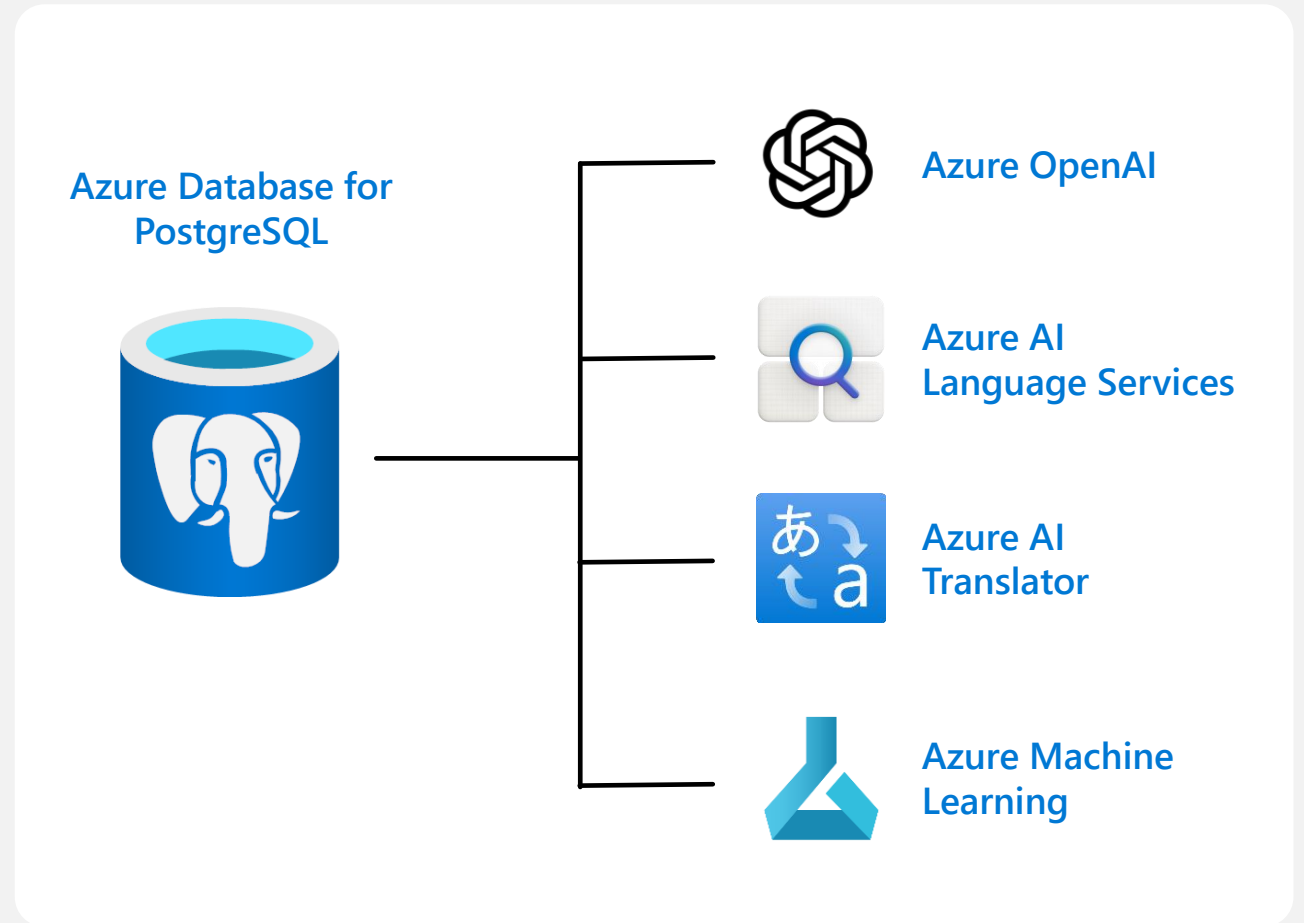 Azure Database for
PostgreSQL
Azure OpenAI
Azure AI
Language Services
あ
a
Azure AI
Translator
Azure Machine
Learning